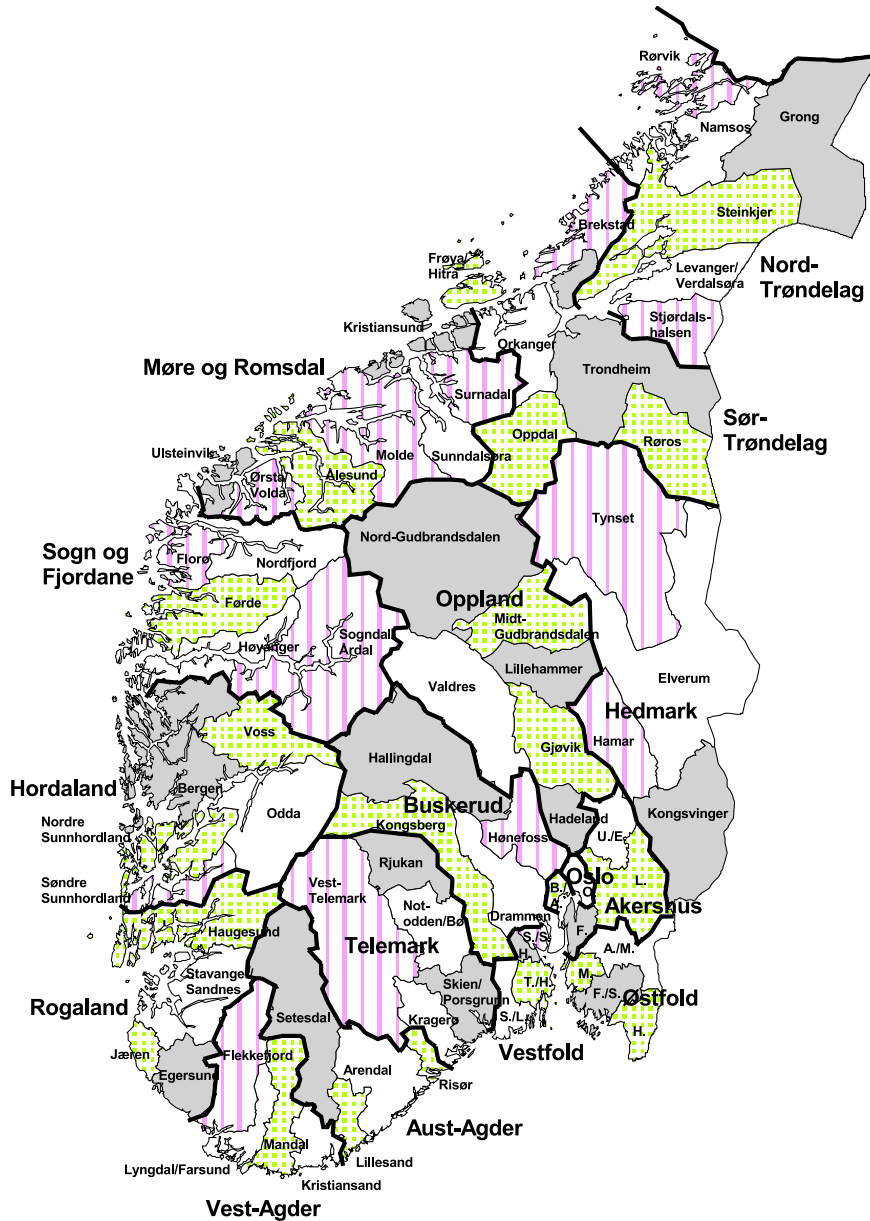 Rørvik
Grong
Namsos
Steinkjer
Brekstad
Frøya/
Hitra
Levanger/
Verdalsøra
Nord-
Trøndelag
Stjørdals-
halsen
Kristiansund
Orkanger
Trondheim
Møre og Romsdal
Surnadal
Sør-
Trøndelag
Oppdal
Røros
Ulsteinvik
Molde
Sunndalsøra
Ørsta/
Volda
Ålesund
Tynset
Nord-Gudbrandsdalen
Sogn og
Fjordane
Florø
Nordfjord
Førde
Oppland
Midt-
Gudbrandsdalen
Høyanger
Sogndal/
Årdal
Lillehammer
Elverum
Valdres
Hedmark
Voss
Hallingdal
Gjøvik
Hamar
Hordaland
Bergen
Odda
Buskerud
Kongsberg
Hadeland
Kongsvinger
Nordre
Sunnhordland
Hønefoss
U./E.
Rjukan
Oslo
Søndre
Sunnhordland
Vest-
Telemark
B./
A.
O.
L.
Akershus
Not-
odden/Bø
Drammen
Haugesund
Telemark
S./S.
H.
F.
A./M.
Stavanger/
Sandnes
Skien/
Porsgrunn
T./H.
M.
F./S.
Østfold
Rogaland
Setesdal
Kragerø
S./L.
H.
Vestfold
Jæren
Flekkefjord
Egersund
Arendal
Risør
Aust-Agder
Mandal
Lyngdal/Farsund
Lillesand
Kristiansand
Vest-Agder